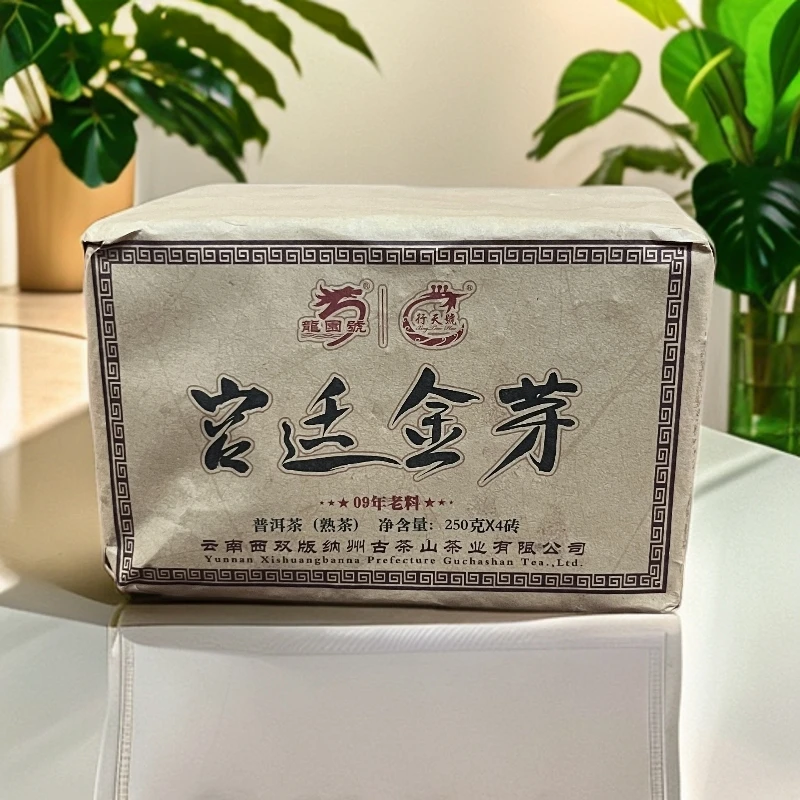 龍園號 行天號
宫廷金芽
09年老料
普洱茶（熟茶） 净含量：250克X4砖
云南西双版纳州古茶山茶业有限公司
Yunnan Xishuangbanna Prefecture Guchashan Tea.,Ltd.